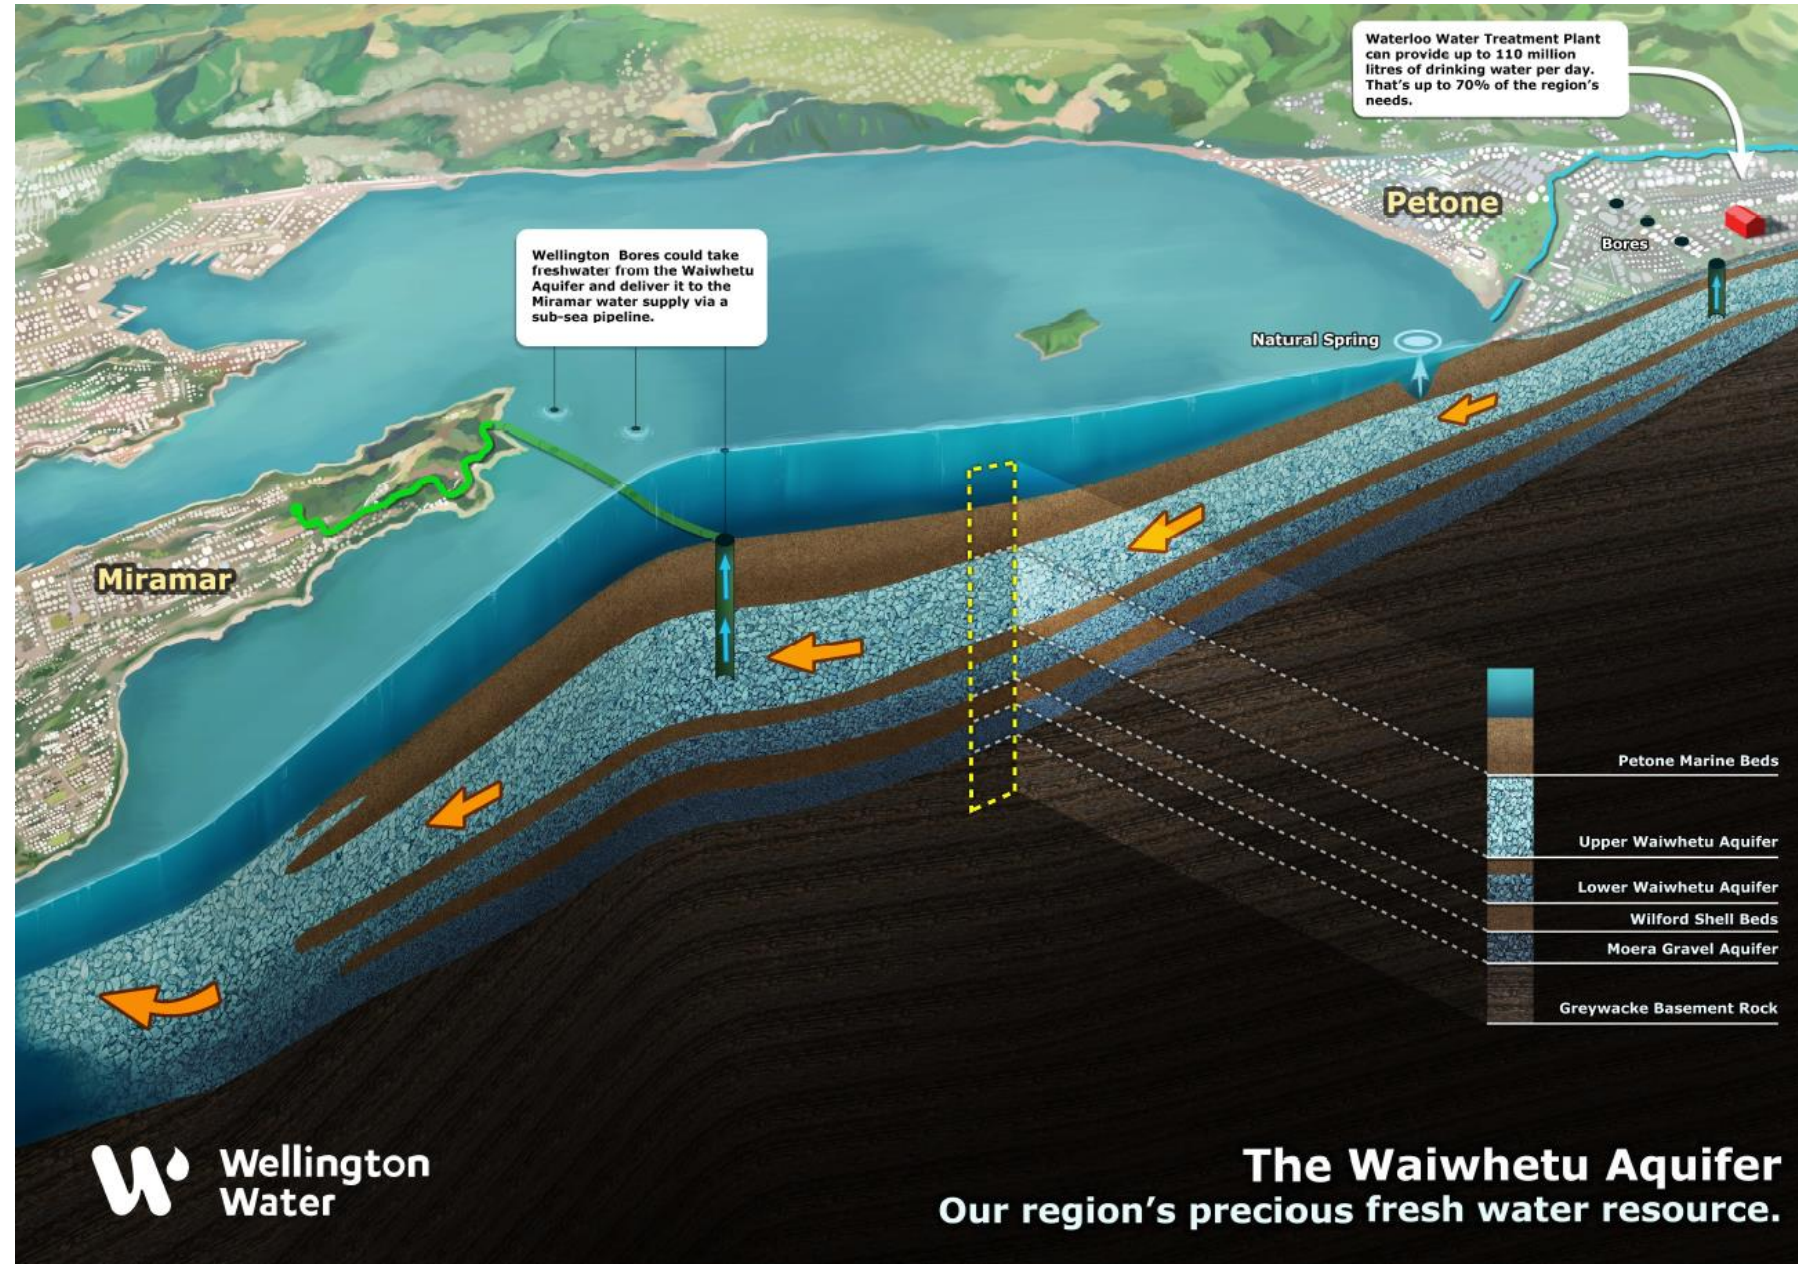 Waterloo Water Treatment Plant
can provide up to 110 million
litres of drinking water per day.
That's up to 70% of the region's
needs.
Petone
Bores
Wellington Bores could take
freshwater from the Waiwhetu
Aquifer and deliver it to the
Miramar water supply via a
sub-sea pipeline.
Natural Spring
Miramar
Petone Marine Beds
Upper Waiwhetu Aquifer
Lower Waiwhetu Aquifer
Wilford Shell Beds
Moera Gravel Aquifer
Greywacke Basement Rock
Wellington
Water
The Waiwhetu Aquifer
Our region's precious fresh water resource.